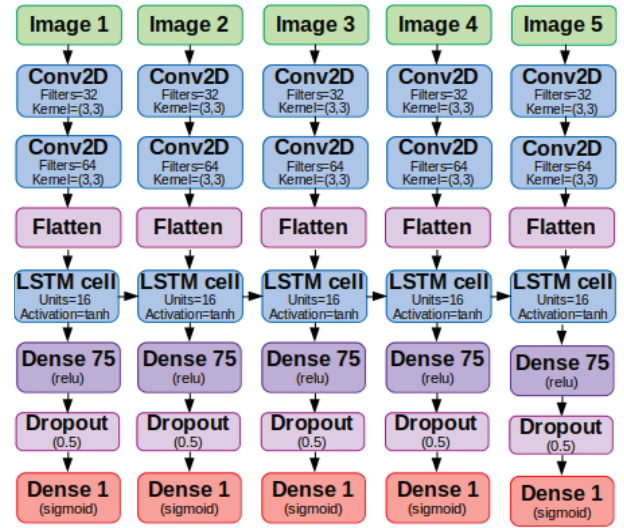 Image 1 Image 2 Image 3 Image 4 Image 5
Conv2D Conv2D Conv2D Conv2D Conv2D
Filters=32 Filters=32 Filters=32 Filters=32 Filters=32
Kernel=(3,3) Kernel=(3,3) Kernel=(3,3) Kernel=(3,3) Kernel=(3,3)
Conv2D Conv2D Conv2D Conv2D Conv2D
Filters=64 Filters=64 Filters=64 Filters=64 Filters=64
Kernel=(3,3) Kernel=(3,3) Kernel=(3,3) Kernel=(3,3) Kernel=(3,3)
Flatten Flatten Flatten Flatten Flatten
LSTM cell LSTM cell LSTM cell LSTM cell LSTM cell
Units=16 Units=16 Units=16 Units=16 Units=16
Activation=tanh Activation=tanh Activation=tanh Activation=tanh Activation=tanh
Dense 75 Dense 75 Dense 75 Dense 75 Dense 75
(relu) (relu) (relu) (relu) (relu)
Dropout Dropout Dropout Dropout Dropout
(0.5) (0.5) (0.5) (0.5) (0.5)
Dense 1 Dense 1 Dense 1 Dense 1 Dense 1
(sigmoid) (sigmoid) (sigmoid) (sigmoid) (sigmoid)